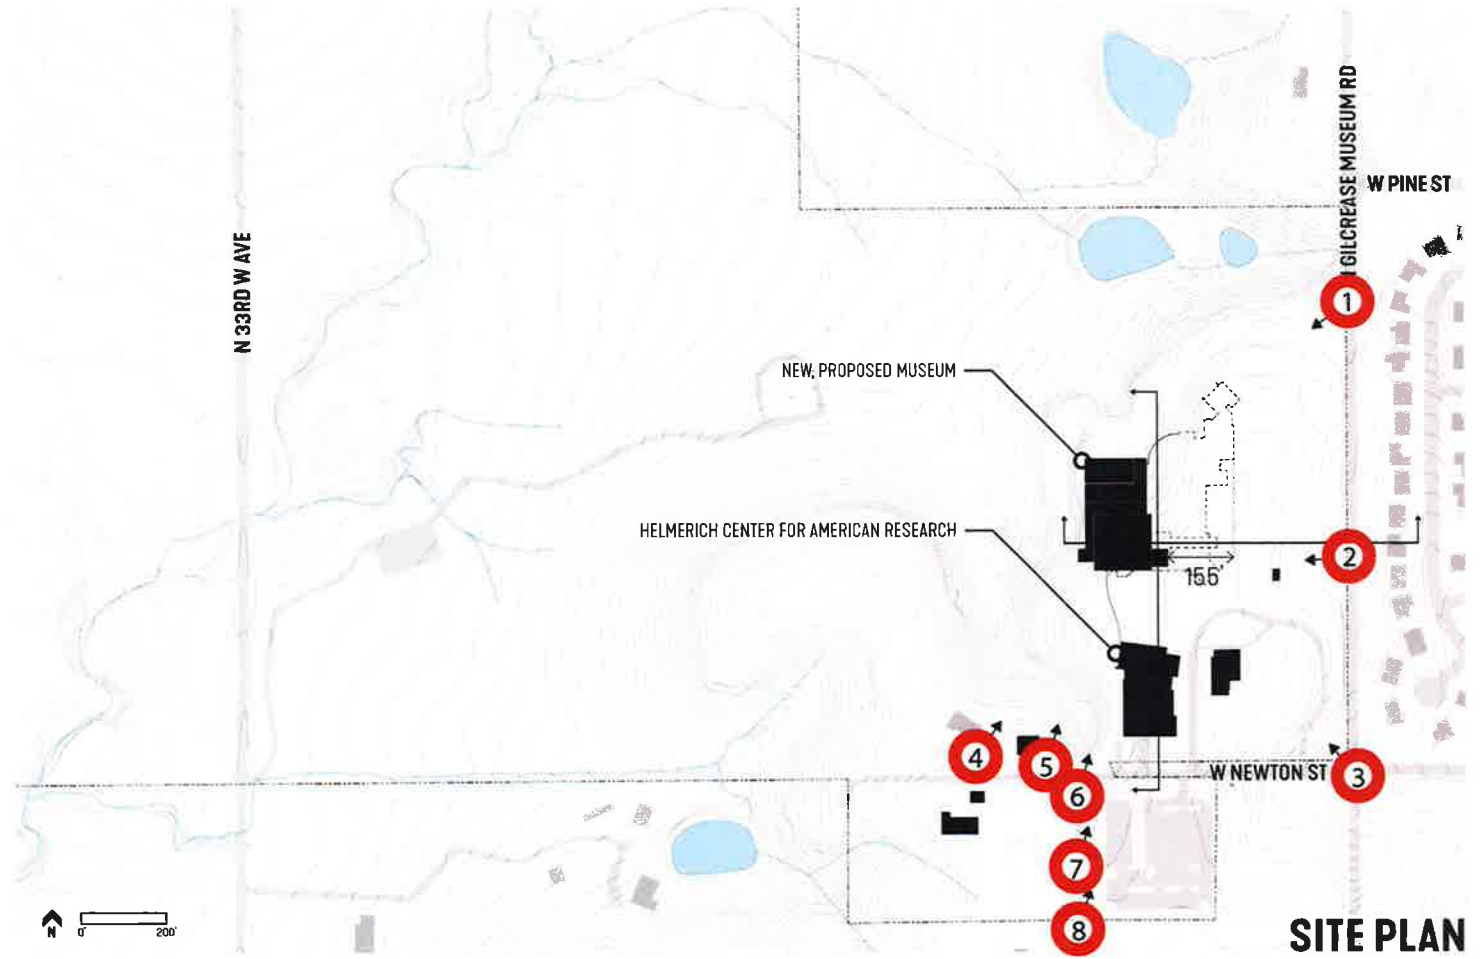 N GILCREASE MUSEUM RD
W PINE ST
N 33RD W AVE
1
NEW, PROPOSED MUSEUM
HELMERICH CENTER FOR AMERICAN RESEARCH
2
155'
4
5
6
W NEWTON ST
3
7
8
N
0'
200'
SITE PLAN